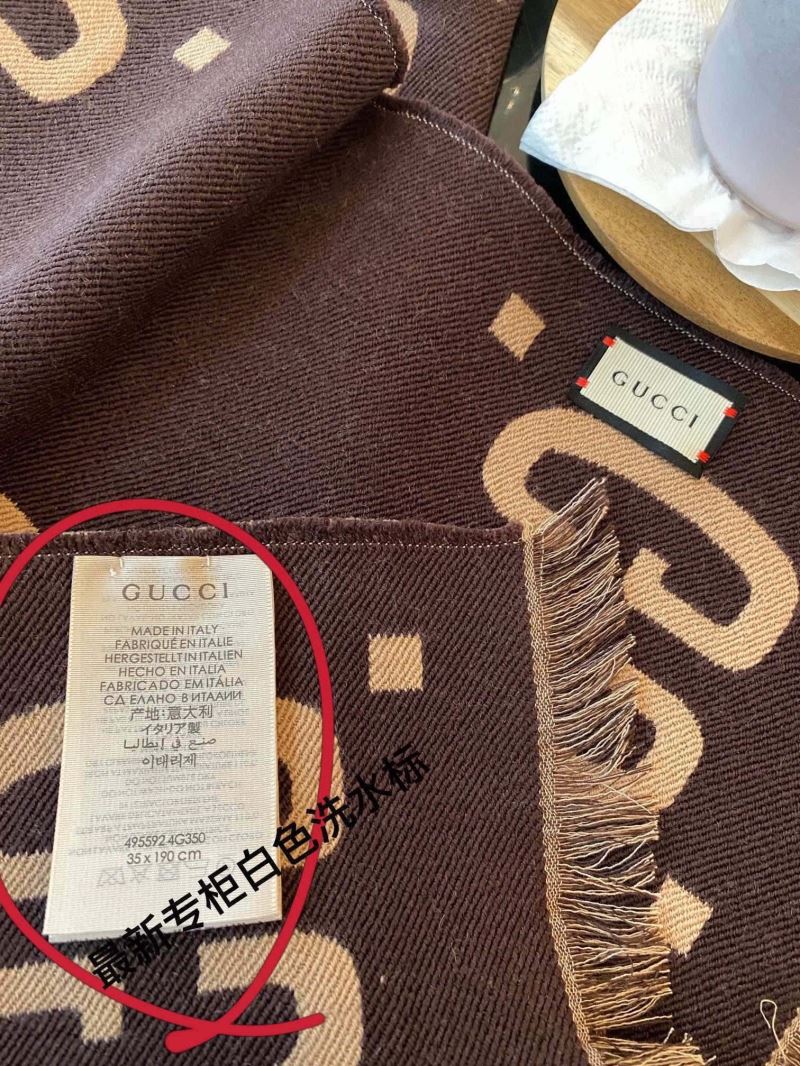 GUCCI
GUCCI
MADE IN ITALY
FABRIQUÉ EN ITALIE
HERGESTELLT IN ITALIEN
HECHO EN ITALIA
FABRICADO EM ITÁLIA
СДЕЛАНО В ИТАЛИИ
产地:意大利
イタリア製
صنع في إيطاليا
이태리제
495592 4G350
35 x 190 cm
最新专柜白色洗水标